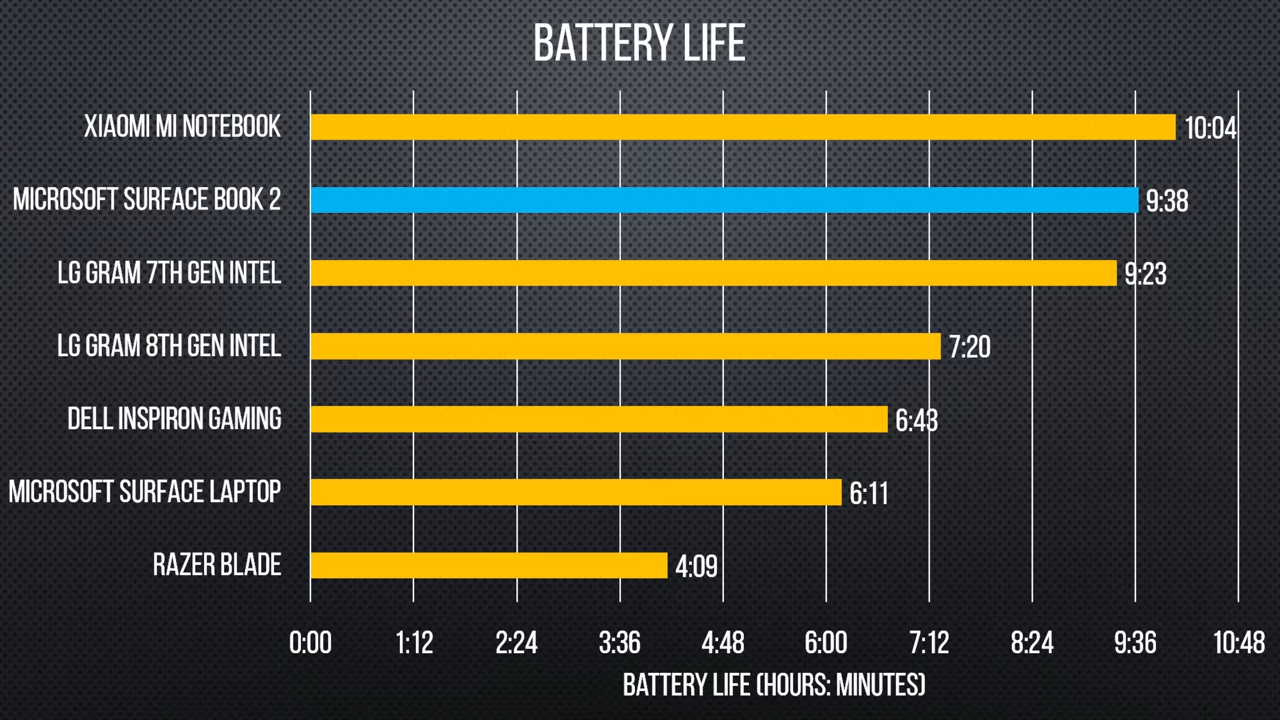 BATTERY LIFE
XIAOMI MI NOTEBOOK 10:04
MICROSOFT SURFACE BOOK 2 9:38
LG GRAM 7TH GEN INTEL 9:23
LG GRAM 8TH GEN INTEL 7:20
DELL INSPIRON GAMING 6:43
MICROSOFT SURFACE LAPTOP 6:11
RAZER BLADE 4:09
0:00 1:12 2:24 3:36 4:48 6:00 7:12 8:24 9:36 10:48
BATTERY LIFE (HOURS: MINUTES)